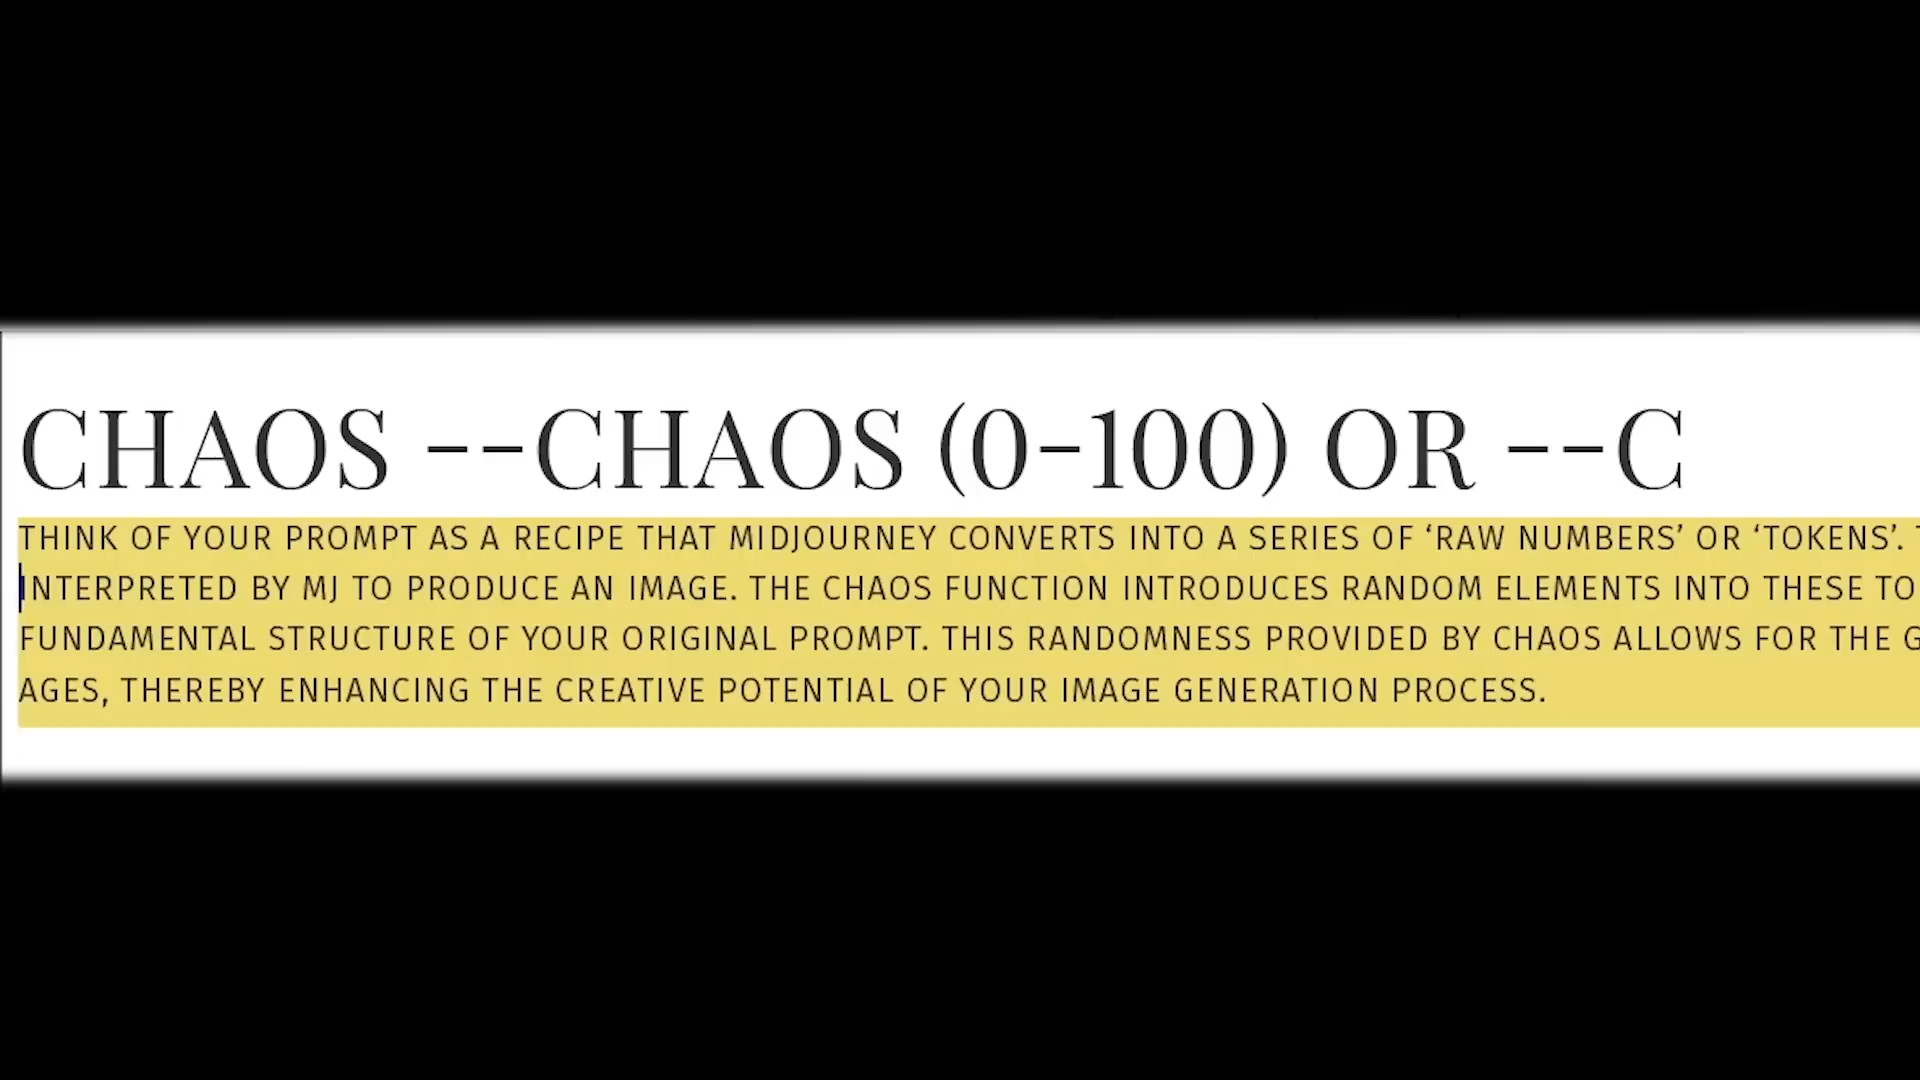 CHAOS --CHAOS (0-100) OR --C
THINK OF YOUR PROMPT AS A RECIPE THAT MIDJOURNEY CONVERTS INTO A SERIES OF ‘RAW NUMBERS’ OR ‘TOKENS’.
INTERPRETED BY MJ TO PRODUCE AN IMAGE. THE CHAOS FUNCTION INTRODUCES RANDOM ELEMENTS INTO THESE
FUNDAMENTAL STRUCTURE OF YOUR ORIGINAL PROMPT. THIS RANDOMNESS PROVIDED BY CHAOS ALLOWS FOR THE
AGES, THEREBY ENHANCING THE CREATIVE POTENTIAL OF YOUR IMAGE GENERATION PROCESS.